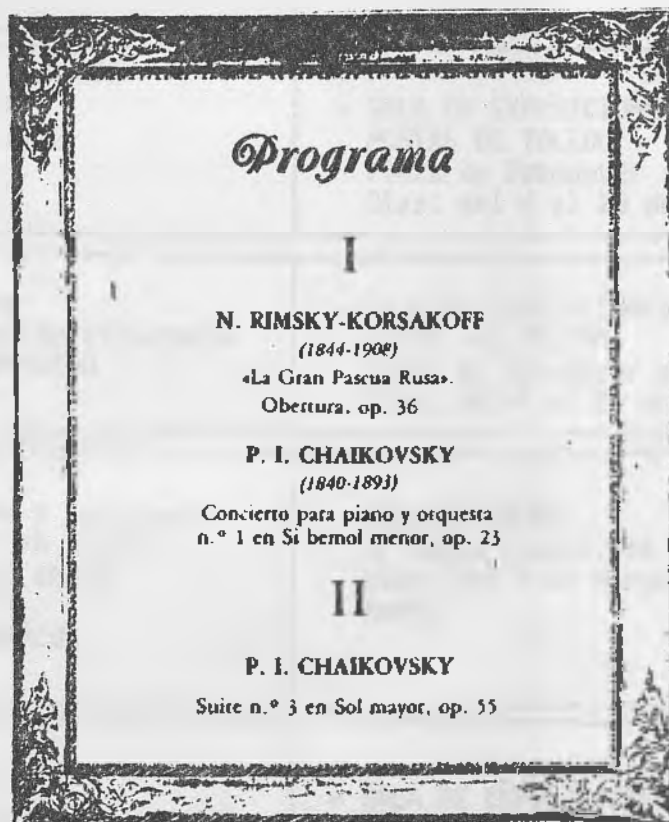 Programa
I
N. RIMSKY-KORSAKOFF
(1844-1908)
«La Gran Pascua Rusa».
Obertura, op. 36
P. I. CHAIKOVSKY
(1840-1893)
Concierto para piano y orquesta
n.º 1 en Si bemol menor, op. 23
II
P. I. CHAIKOVSKY
Suite n.º 3 en Sol mayor, op. 55